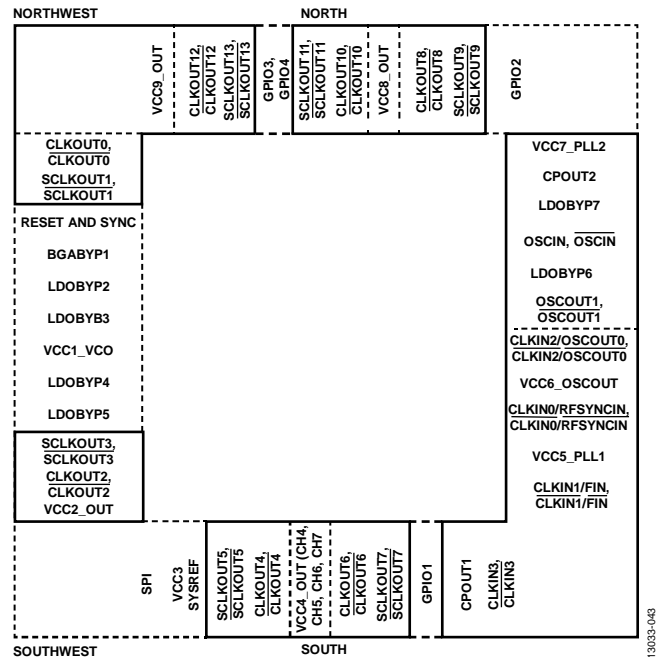 NORTHWEST
NORTH
VCC9_OUT
CLKOUT12,
CLKOUT12
SCLKOUT13,
SCLKOUT13
GPIO3,
GPIO4
SCLKOUT11,
SCLKOUT11
CLKOUT10,
CLKOUT10
VCC8_OUT
CLKOUT8,
CLKOUT8
SCLKOUT9,
SCLKOUT9
GPIO2
CLKOUT0,
CLKOUT0
SCLKOUT1,
SCLKOUT1
RESET AND SYNC
BGABYP1
LDOBYP2
LDOBYB3
VCC1_VCO
LDOBYP4
LDOBYP5
SCLKOUT3,
SCLKOUT3
CLKOUT2,
CLKOUT2
VCC2_OUT
VCC7_PLL2
CPOUT2
LDOBYP7
OSCIN, OSCIN
LDOBYP6
OSCOUT1,
OSCOUT1
CLKIN2/OSCOUT0,
CLKIN2/OSCOUT0
VCC6_OSCOUT
CLKIN0/RFSYNCIN,
CLKIN0/RFSYNCIN
VCC5_PLL1
CLKIN1/FIN,
CLKIN1/FIN
SPI
VCC3
SYSREF
SCLKOUT5,
SCLKOUT5
CLKOUT4,
CLKOUT4
VCC4_OUT (CH4,
CH5, CH6, CH7
CLKOUT6,
CLKOUT6
SCLKOUT7,
SCLKOUT7
GPIO1
CPOUT1
CLKIN3,
CLKIN3
SOUTHWEST
SOUTH
13033-043